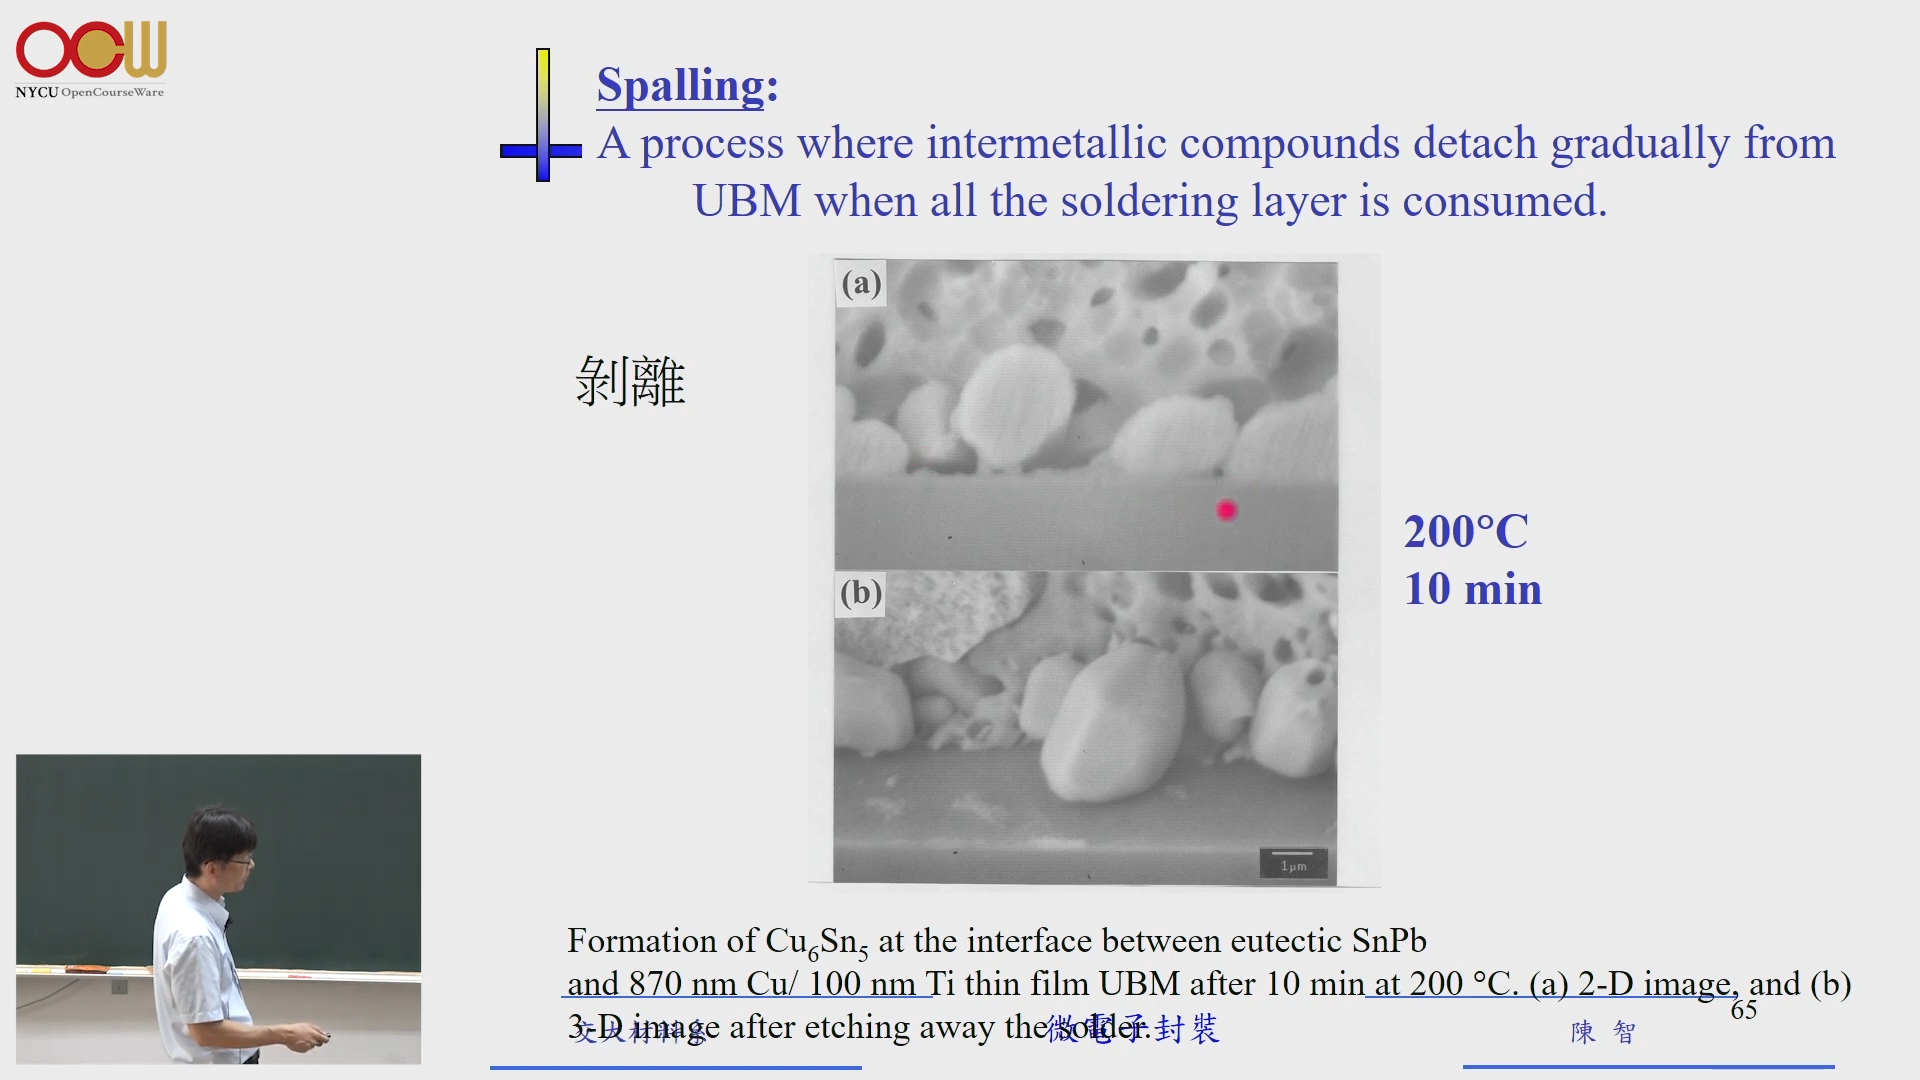 OCW
NYCU OpenCourseWare
Spalling:
A process where intermetallic compounds detach gradually from
UBM when all the soldering layer is consumed.
(a)
剝離
200°C
10 min
(b)
1μm
Formation of Cu6Sn5 at the interface between eutectic SnPb
and 870 nm Cu/ 100 nm Ti thin film UBM after 10 min at 200 °C. (a) 2-D image, and (b)
3-D image after etching away the solder.
65
交大材料系
微電子封裝
陳 智